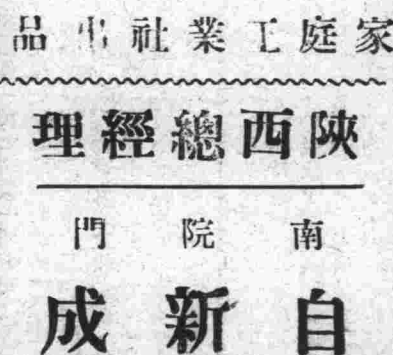 家庭工業社出品
陝西總經理
南院門
自新成